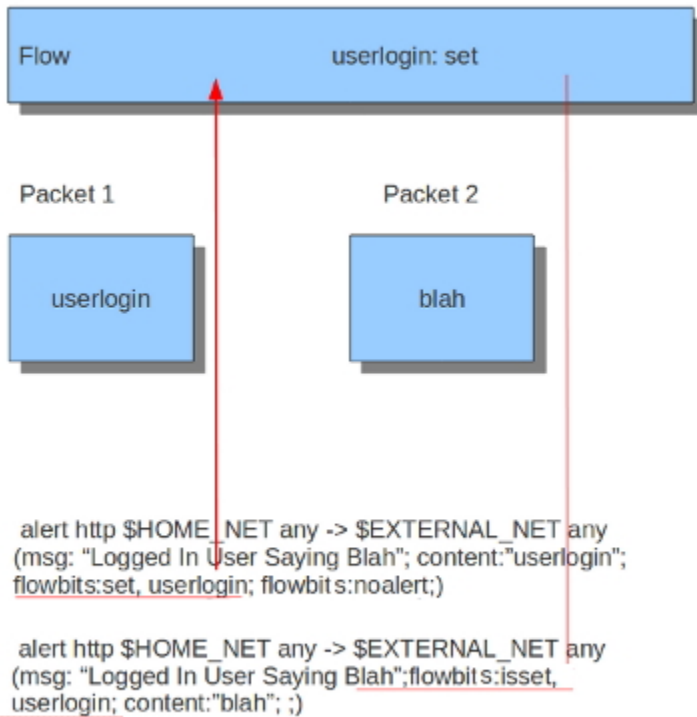 Flow userlogin: set
Packet 1 Packet 2
userlogin blah
alert http $HOME_NET any -> $EXTERNAL_NET any
(msg: “Logged In User Saying Blah”; content:”userlogin”;
flowbits:set, userlogin; flowbits:noalert;)
alert http $HOME_NET any -> $EXTERNAL_NET any
(msg: “Logged In User Saying Blah”;flowbits:isset,
userlogin; content:”blah”; ;)